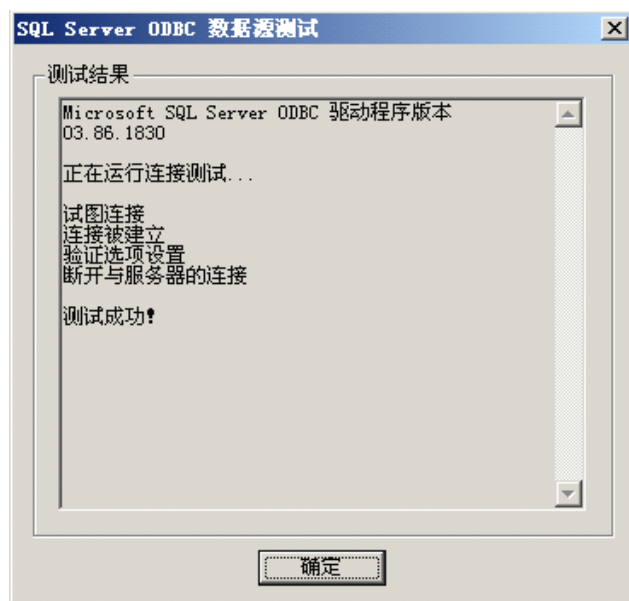 SQL Server ODBC 数据源测试
测试结果
Microsoft SQL Server ODBC 驱动程序版本
03.86.1830
正在运行连接测试...
试图连接
连接被建立
验证选项设置
断开与服务器的连接
测试成功!
确定